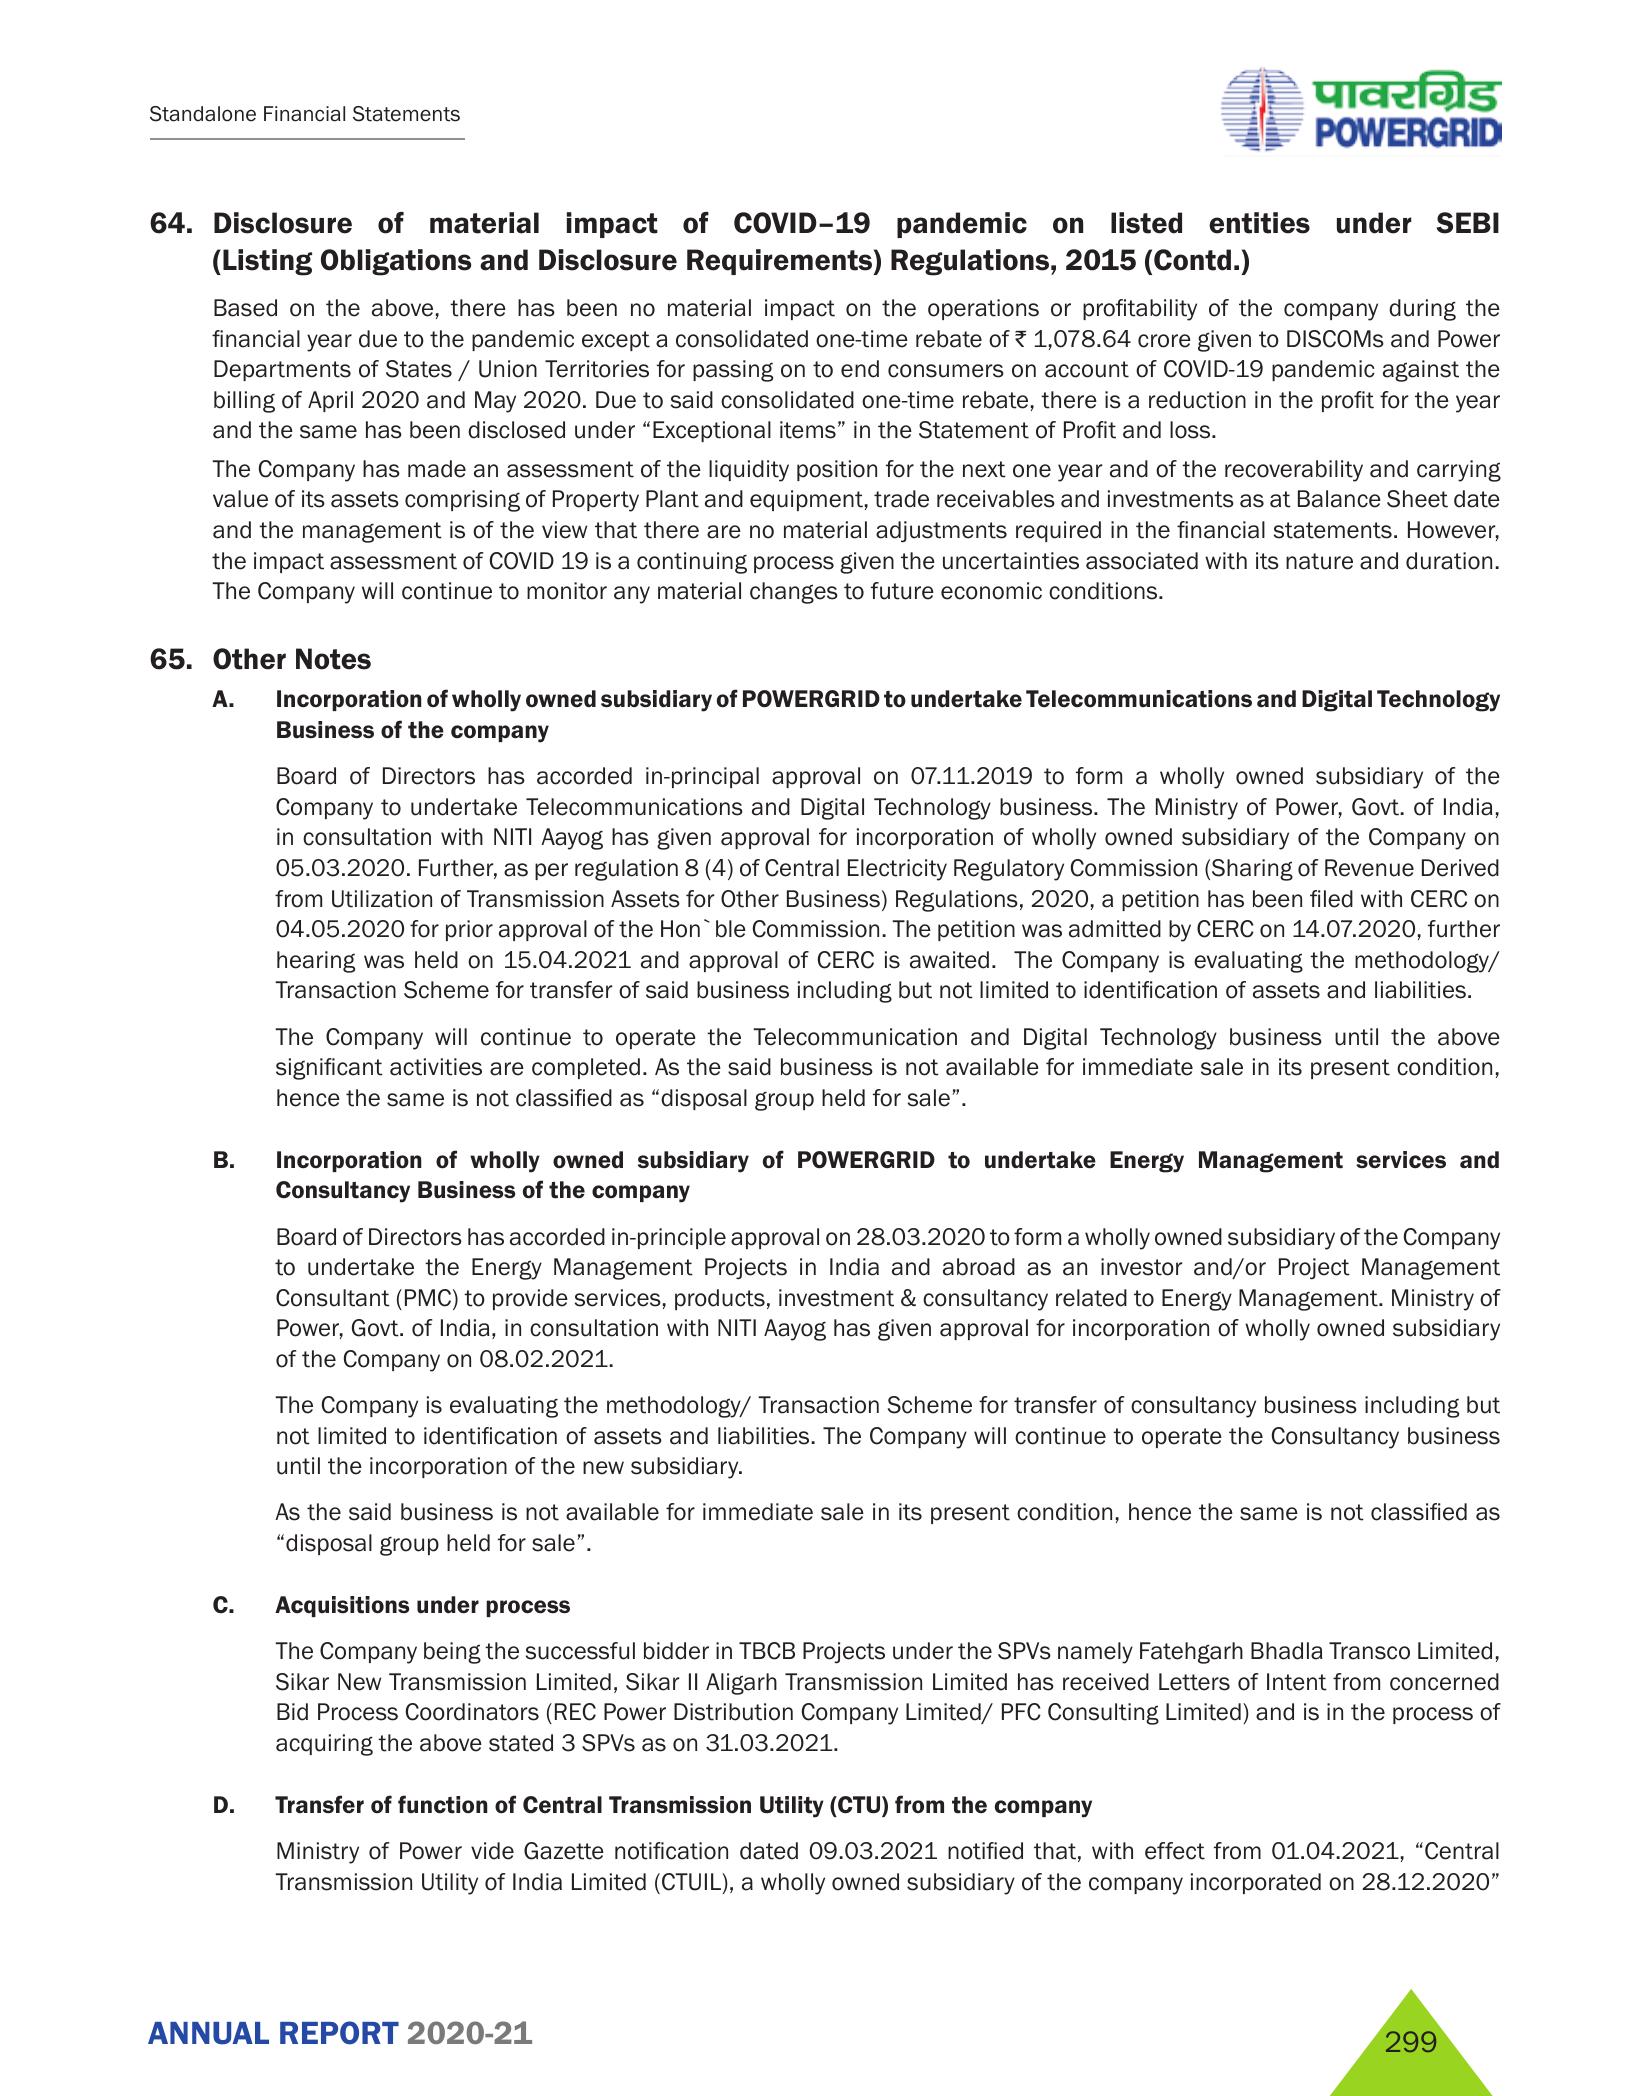 Standalone Financial Statements
पावरग्रिड
POWERGRID
64. Disclosure of material impact of COVID–19 pandemic on listed entities under SEBI
(Listing Obligations and Disclosure Requirements) Regulations, 2015 (Contd.)
Based on the above, there has been no material impact on the operations or profitability of the company during the
financial year due to the pandemic except a consolidated one-time rebate of ₹ 1,078.64 crore given to DISCOMs and Power
Departments of States / Union Territories for passing on to end consumers on account of COVID-19 pandemic against the
billing of April 2020 and May 2020. Due to said consolidated one-time rebate, there is a reduction in the profit for the year
and the same has been disclosed under “Exceptional items” in the Statement of Profit and loss.
The Company has made an assessment of the liquidity position for the next one year and of the recoverability and carrying
value of its assets comprising of Property Plant and equipment, trade receivables and investments as at Balance Sheet date
and the management is of the view that there are no material adjustments required in the financial statements. However,
the impact assessment of COVID 19 is a continuing process given the uncertainties associated with its nature and duration.
The Company will continue to monitor any material changes to future economic conditions.
65. Other Notes
A. Incorporation of wholly owned subsidiary of POWERGRID to undertake Telecommunications and Digital Technology
Business of the company
Board of Directors has accorded in-principal approval on 07.11.2019 to form a wholly owned subsidiary of the
Company to undertake Telecommunications and Digital Technology business. The Ministry of Power, Govt. of India,
in consultation with NITI Aayog has given approval for incorporation of wholly owned subsidiary of the Company on
05.03.2020. Further, as per regulation 8 (4) of Central Electricity Regulatory Commission (Sharing of Revenue Derived
from Utilization of Transmission Assets for Other Business) Regulations, 2020, a petition has been filed with CERC on
04.05.2020 for prior approval of the Hon`ble Commission. The petition was admitted by CERC on 14.07.2020, further
hearing was held on 15.04.2021 and approval of CERC is awaited. The Company is evaluating the methodology/
Transaction Scheme for transfer of said business including but not limited to identification of assets and liabilities.
The Company will continue to operate the Telecommunication and Digital Technology business until the above
significant activities are completed. As the said business is not available for immediate sale in its present condition,
hence the same is not classified as “disposal group held for sale”.
B. Incorporation of wholly owned subsidiary of POWERGRID to undertake Energy Management services and
Consultancy Business of the company
Board of Directors has accorded in-principle approval on 28.03.2020 to form a wholly owned subsidiary of the Company
to undertake the Energy Management Projects in India and abroad as an investor and/or Project Management
Consultant (PMC) to provide services, products, investment & consultancy related to Energy Management. Ministry of
Power, Govt. of India, in consultation with NITI Aayog has given approval for incorporation of wholly owned subsidiary
of the Company on 08.02.2021.
The Company is evaluating the methodology/ Transaction Scheme for transfer of consultancy business including but
not limited to identification of assets and liabilities. The Company will continue to operate the Consultancy business
until the incorporation of the new subsidiary.
As the said business is not available for immediate sale in its present condition, hence the same is not classified as
“disposal group held for sale”.
C. Acquisitions under process
The Company being the successful bidder in TBCB Projects under the SPVs namely Fatehgarh Bhadla Transco Limited,
Sikar New Transmission Limited, Sikar II Aligarh Transmission Limited has received Letters of Intent from concerned
Bid Process Coordinators (REC Power Distribution Company Limited/ PFC Consulting Limited) and is in the process of
acquiring the above stated 3 SPVs as on 31.03.2021.
D. Transfer of function of Central Transmission Utility (CTU) from the company
Ministry of Power vide Gazette notification dated 09.03.2021 notified that, with effect from 01.04.2021, “Central
Transmission Utility of India Limited (CTUIL), a wholly owned subsidiary of the company incorporated on 28.12.2020”
ANNUAL REPORT 2020-21
299